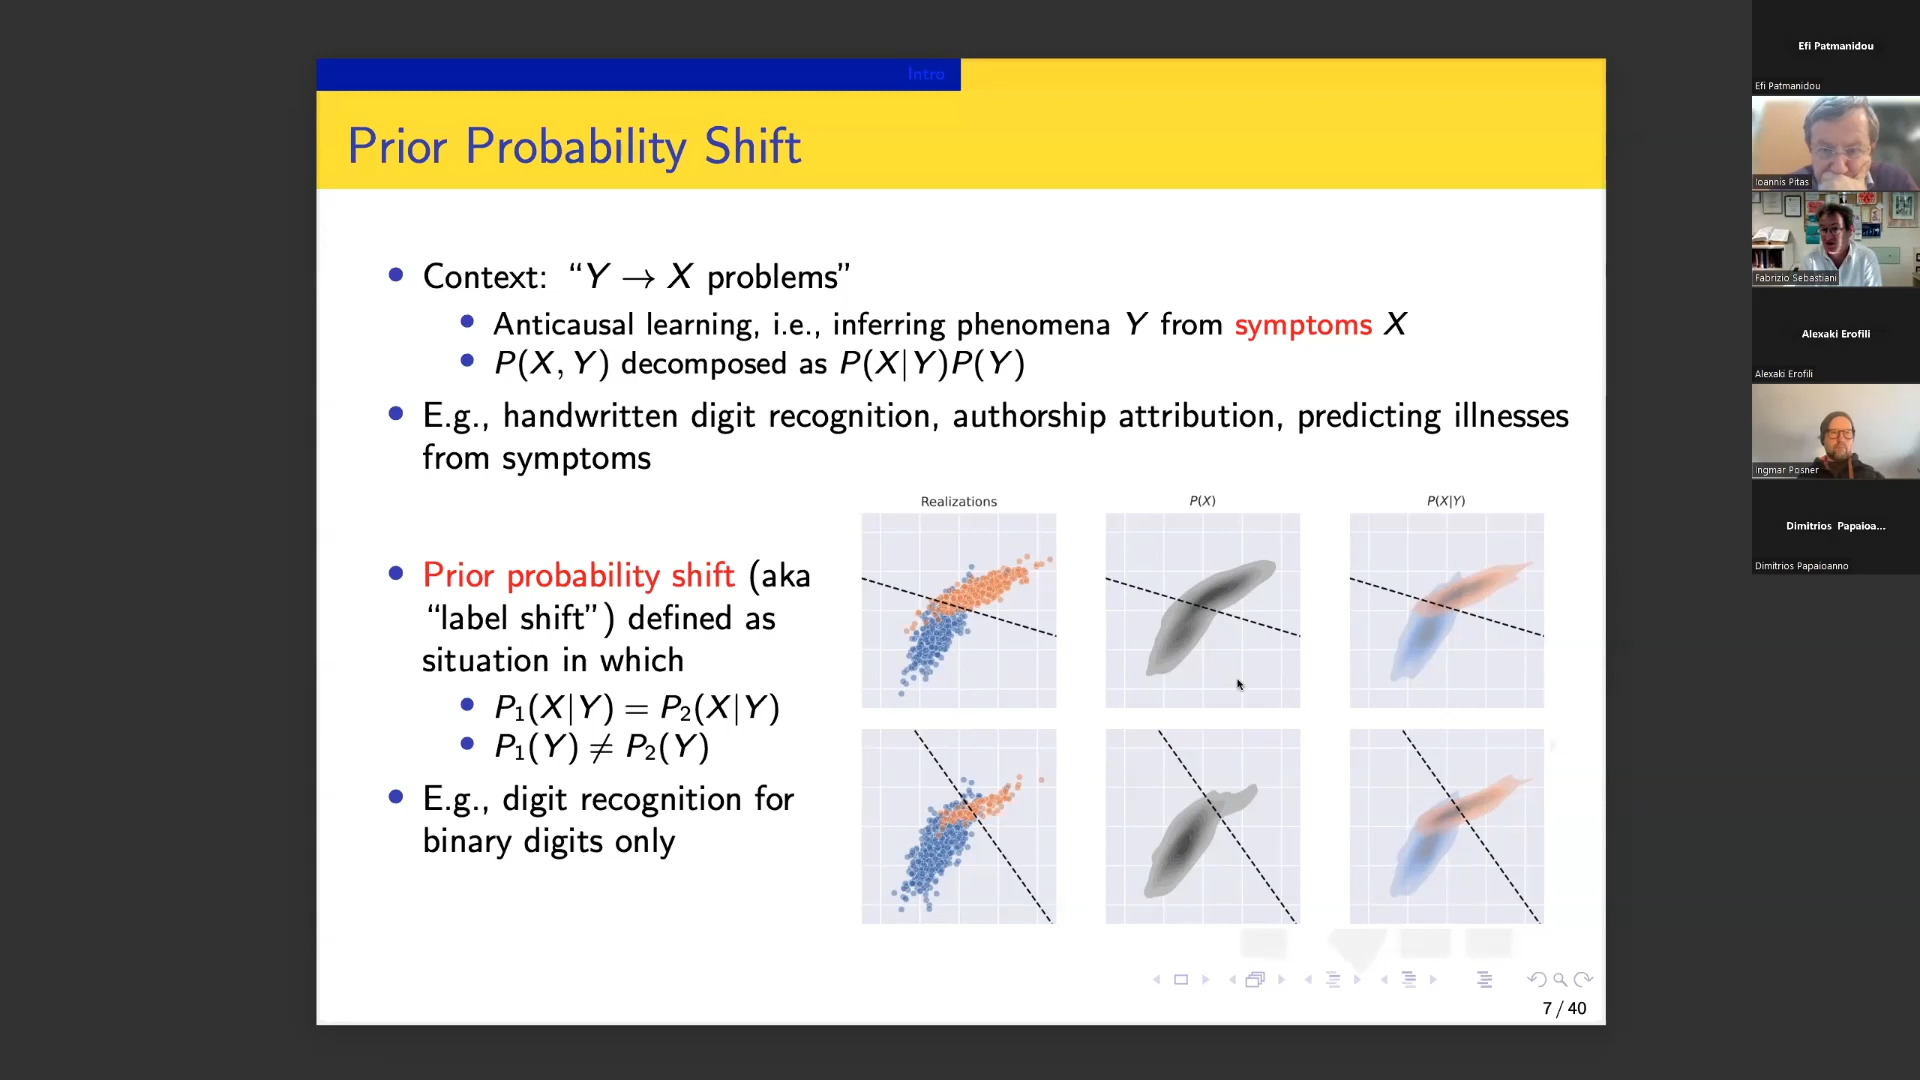 Intro
Prior Probability Shift
Context: “Y → X problems”
Anticausal learning, i.e., inferring phenomena Y from symptoms X
P(X, Y) decomposed as P(X|Y)P(Y)
E.g., handwritten digit recognition, authorship attribution, predicting illnesses
from symptoms
Realizations
P(X)
P(X|Y)
Prior probability shift (aka
“label shift”) defined as
situation in which
P₁(X|Y) = P₂(X|Y)
P₁(Y) ≠ P₂(Y)
E.g., digit recognition for
binary digits only
7 / 40
Efi Patmanidou
Efi Patmanidou
Ioannis Pitas
Fabrizio Sebastiani
Alexaki Erofili
Alexaki Erofili
Ingmar Posner
Dimitrios Papaioa...
Dimitrios Papaioanno